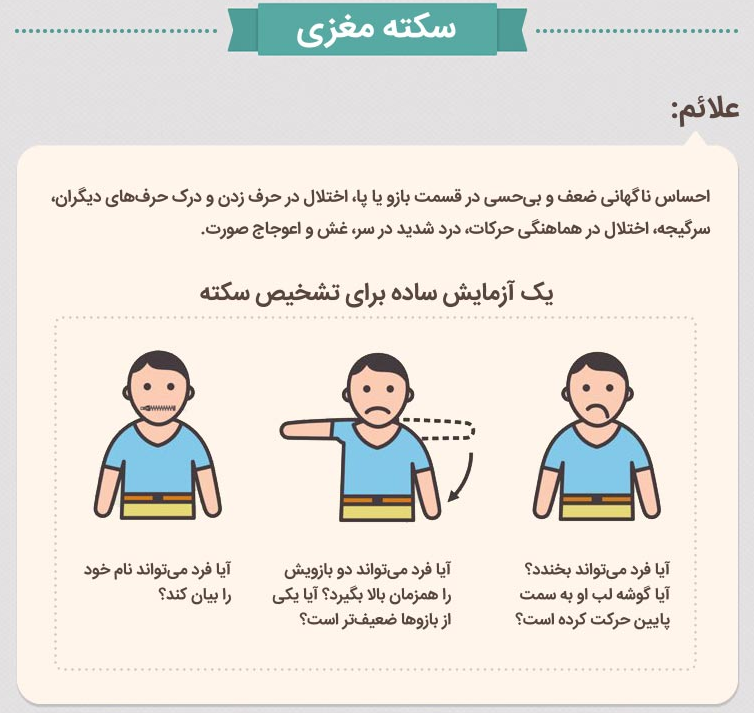 سکته مغزی
علائم:
احساس ناگهانی ضعف و بی‌حسی در قسمت بازو یا پا، اختلال در حرف زدن و درک حرف‌های دیگران،
سرگیجه، اختلال در هماهنگی حرکات، درد شدید در سر، غش و اعوجاج صورت.
یک آزمایش ساده برای تشخیص سکته
آیا فرد می‌تواند بخندد؟
آیا گوشه لب او به سمت
پایین حرکت کرده است؟
آیا فرد می‌تواند دو بازویش
را همزمان بالا بگیرد؟ آیا یکی
از بازوها ضعیف‌تر است؟
آیا فرد می‌تواند نام خود
را بیان کند؟